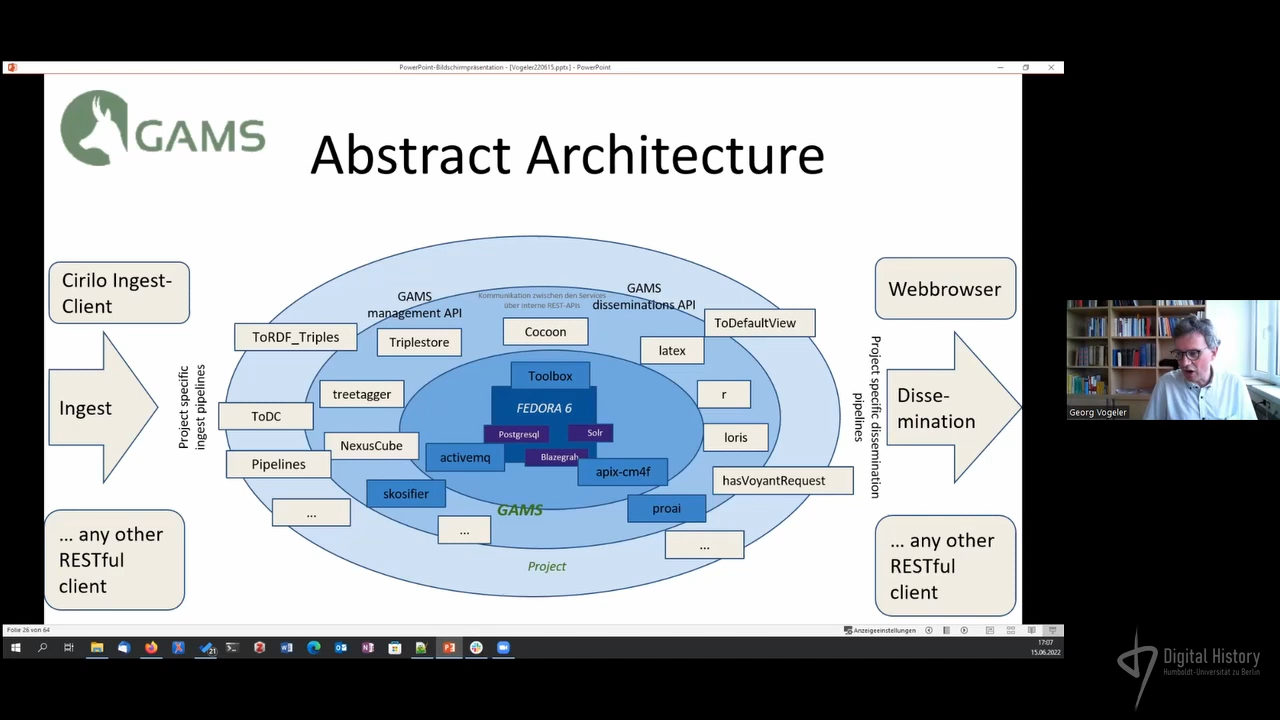 PowerPoint-Bildschirmpräsentation - [Vogeler220615.pptx] - PowerPoint
GAMS
Abstract Architecture
Cirilo Ingest-
Client
Ingest
... any other
RESTful
client
Project specific
ingest pipelines
GAMS
management API
Kommunikation zwischen den Services
über interne REST-APIs
GAMS
disseminations API
ToRDF_Triples
Triplestore
Cocoon
latex
ToDefaultView
treetagger
Toolbox
FEDORA 6
r
ToDC
Postgresql
Solr
loris
NexusCube
activemq
Blazegrah
apix-cm4f
Pipelines
hasVoyantRequest
skosifier
proai
...
GAMS
...
...
Project
Project specific dissemination
pipelines
Webbrowser
Disse-
mination
... any other
RESTful
client
Georg Vogeler
Folie 26 von 64
Anzeigeeinstellungen
21
17:07
15.06.2022
Digital History
Humboldt-Universität zu Berlin